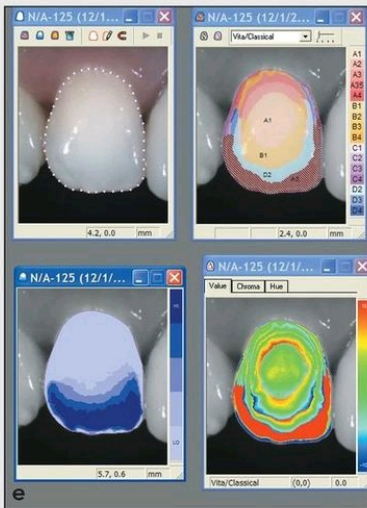 N/A-125 (12/1/...
4.2, 0.0 mm
N/A-125 (12/1/2...
Vita/Classical
A1
A2
A3
A35
A4
B1
B2
B3
B4
C1
C2
C3
C4
D2
D3
D4
A1
B1
D2
2.4, 0.0 mm
N/A-125 (12/1/...
HI
LO
5.7, 0.6 mm
N/A-125 (12/1/...
Value Chroma Hue
Vita/Classical (0,0) 0.0
e